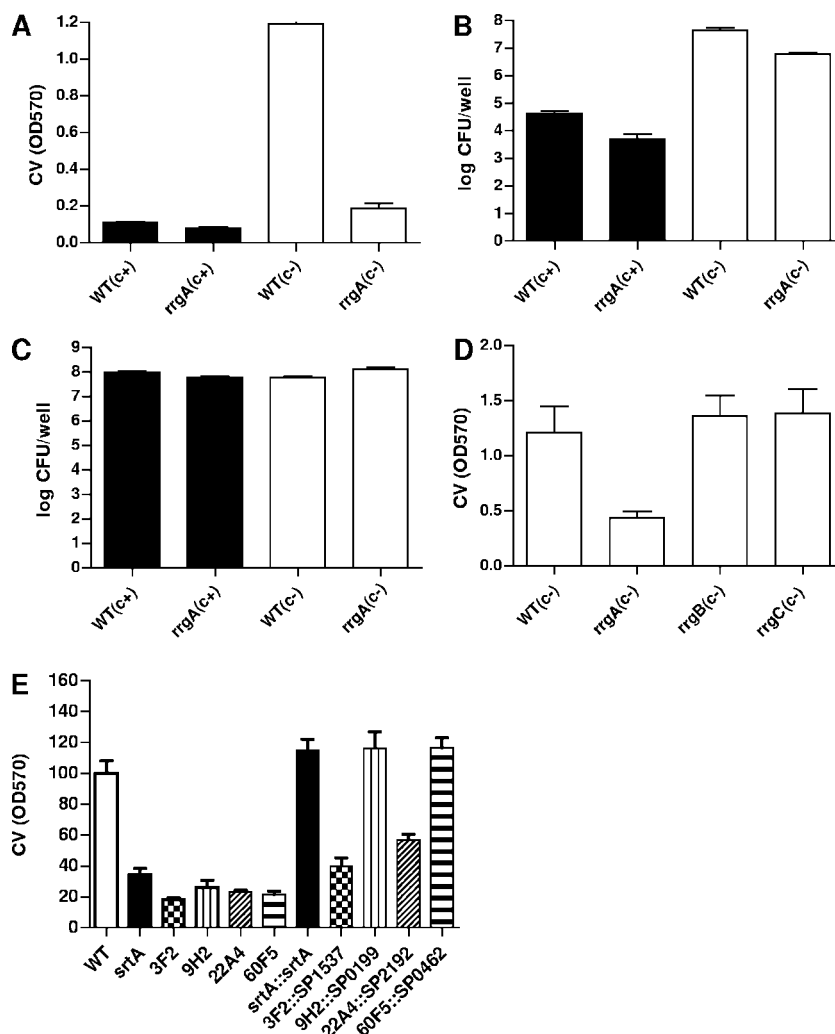 A
CV (OD570)
1.2
1.0
0.8
0.6
0.4
0.2
0.0
WT(c+)
rrgA(c+)
WT(c-)
rrgA(c-)
B
log CFU/well
8
7
6
5
4
3
2
1
0
WT(c+)
rrgA(c+)
WT(c-)
rrgA(c-)
C
log CFU/well
9
8
7
6
5
4
3
2
1
0
WT(c+)
rrgA(c+)
WT(c-)
rrgA(c-)
D
CV (OD570)
2.0
1.5
1.0
0.5
0.0
WT(c-)
rrgA(c-)
rrgB(c-)
rrgC(c-)
E
CV (OD570)
160
140
120
100
80
60
40
20
0
WT
srtA
3F2
9H2
22A4
60F5
srtA::srtA
3F2::SP1537
9H2::SP0199
22A4::SP2192
60F5::SP0462